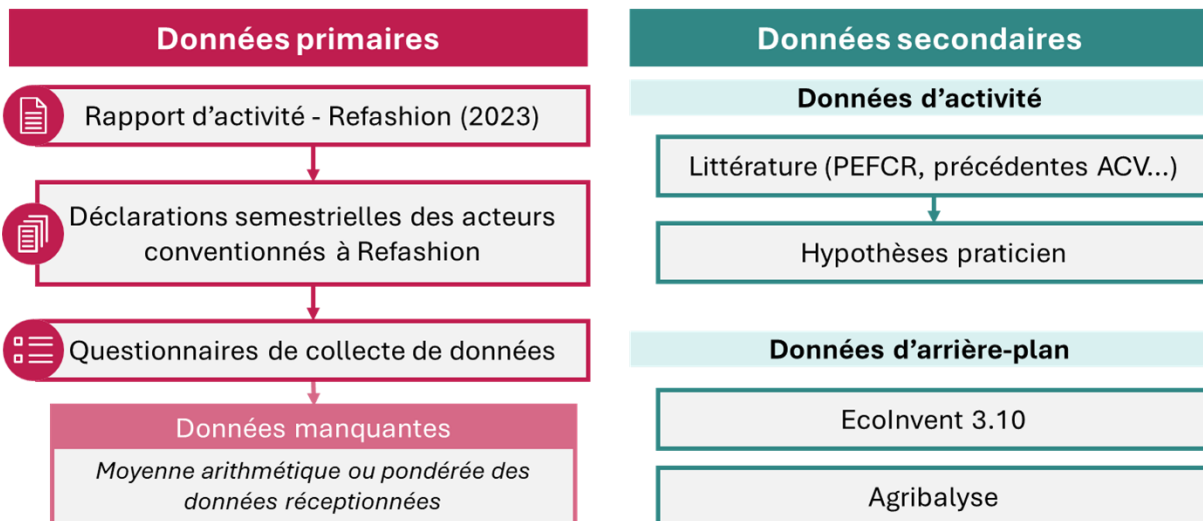 Données primaires
Rapport d’activité - Refashion (2023)
Déclarations semestrielles des acteurs
conventionnés à Refashion
Questionnaires de collecte de données
Données manquantes
Moyenne arithmétique ou pondérée des
données réceptionnées
Données secondaires
Données d’activité
Littérature (PEFCR, précédentes ACV...)
Hypothèses praticien
Données d’arrière-plan
EcoInvent 3.10
Agribalyse